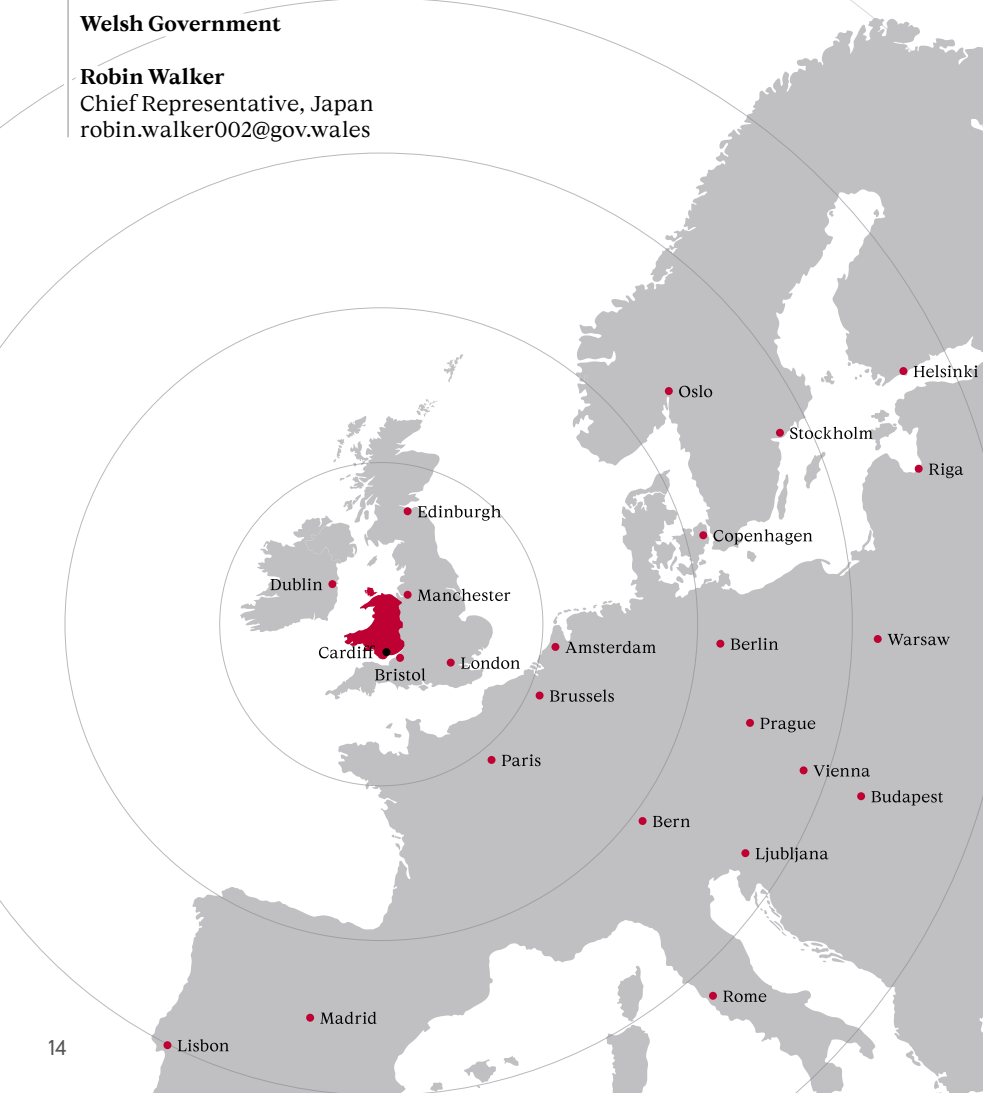 Welsh Government
Robin Walker
Chief Representative, Japan
robin.walker002@gov.wales
Helsinki
Oslo
Stockholm
Riga
Edinburgh
Copenhagen
Dublin
Manchester
Warsaw
Berlin
Amsterdam
Cardiff
London
Bristol
Brussels
Prague
Paris
Vienna
Budapest
Bern
Ljubljana
Rome
Madrid
Lisbon
14